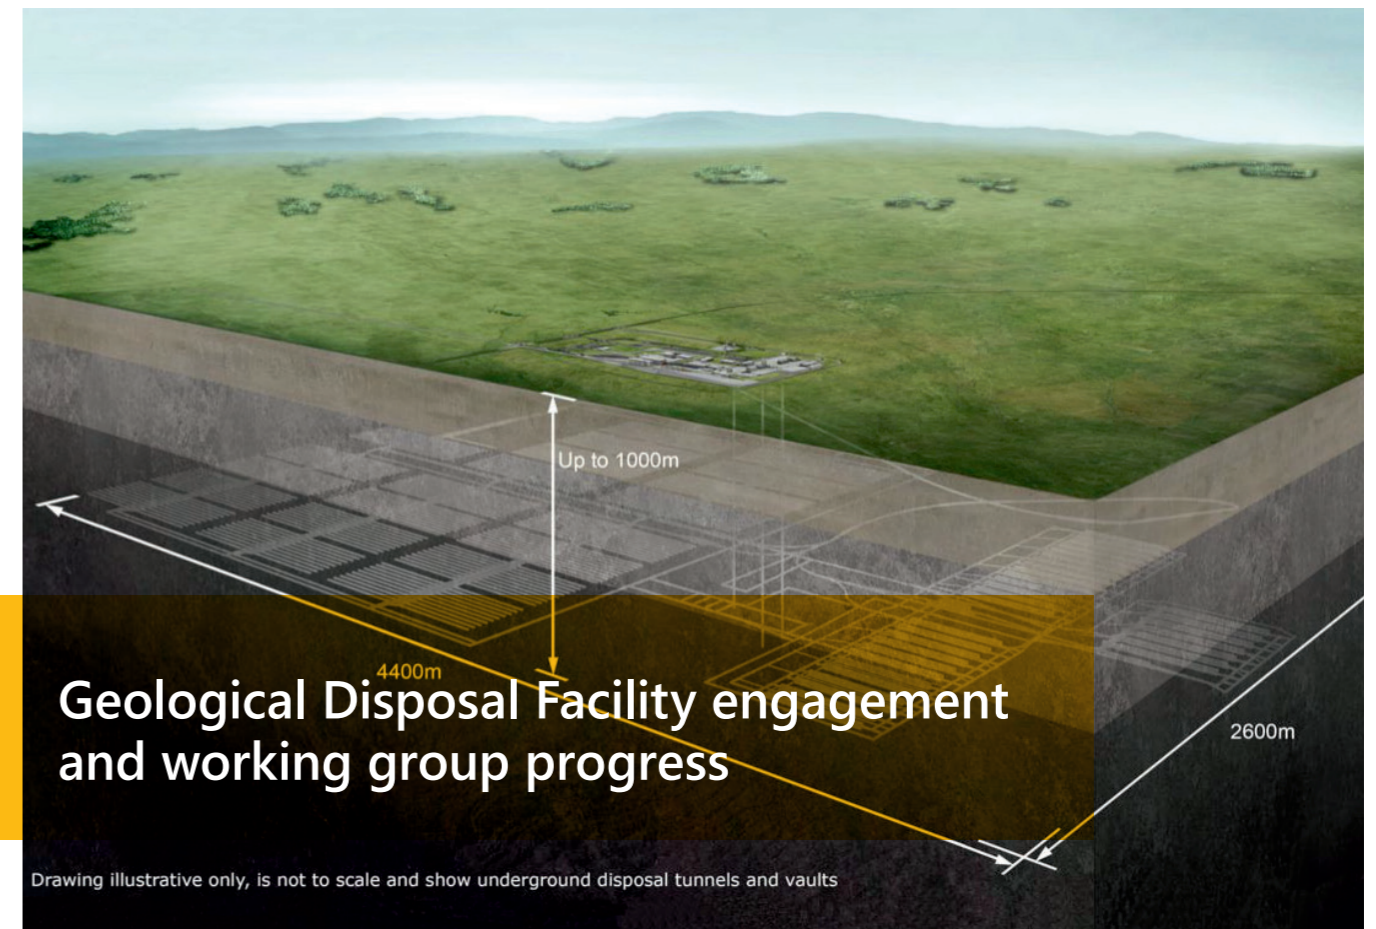 Up to 1000m
4400m
Geological Disposal Facility engagement
and working group progress
2600m
Drawing illustrative only, is not to scale and show underground disposal tunnels and vaults